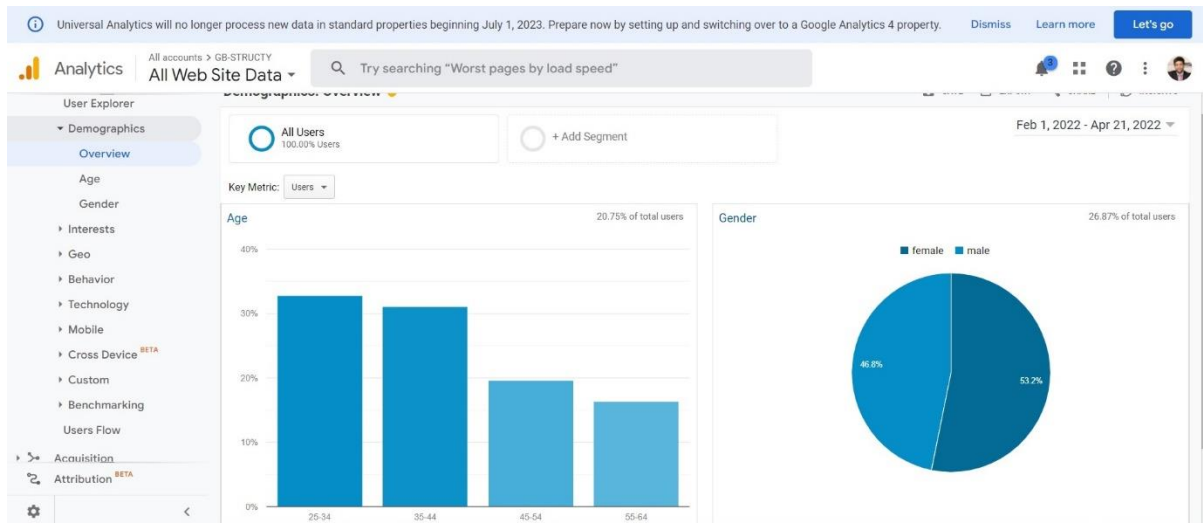 Universal Analytics will no longer process new data in standard properties beginning July 1, 2023. Prepare now by setting up and switching over to a Google Analytics 4 property. Dismiss Learn more Let's go
Analytics
All accounts > GB-STRUCTY
All Web Site Data
Try searching "Worst pages by load speed"
3
User Explorer
Demographics
Overview
Age
Gender
Interests
Geo
Behavior
Technology
Mobile
Cross Device BETA
Custom
Benchmarking
Users Flow
Acquisition
Attribution BETA
Demographics: Overview
All Users
100.00% Users
+ Add Segment
Feb 1, 2022 - Apr 21, 2022
Key Metric: Users
Age
20.75% of total users
40%
30%
20%
10%
0%
25-34 35-44 45-54 55-64
Gender
26.87% of total users
female male
46.8%
53.2%